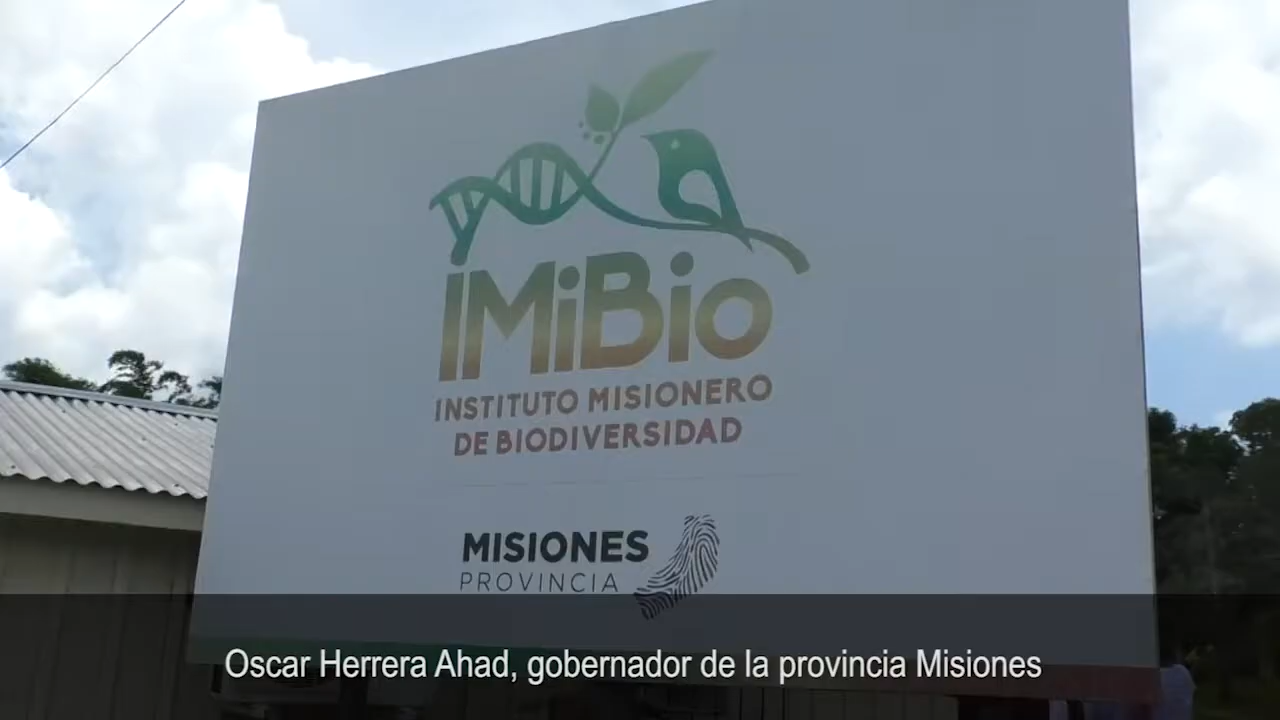 IMiBio
INSTITUTO MISIONERO
DE BIODIVERSIDAD
MISIONES
PROVINCIA
Oscar Herrera Ahad, gobernador de la provincia Misiones